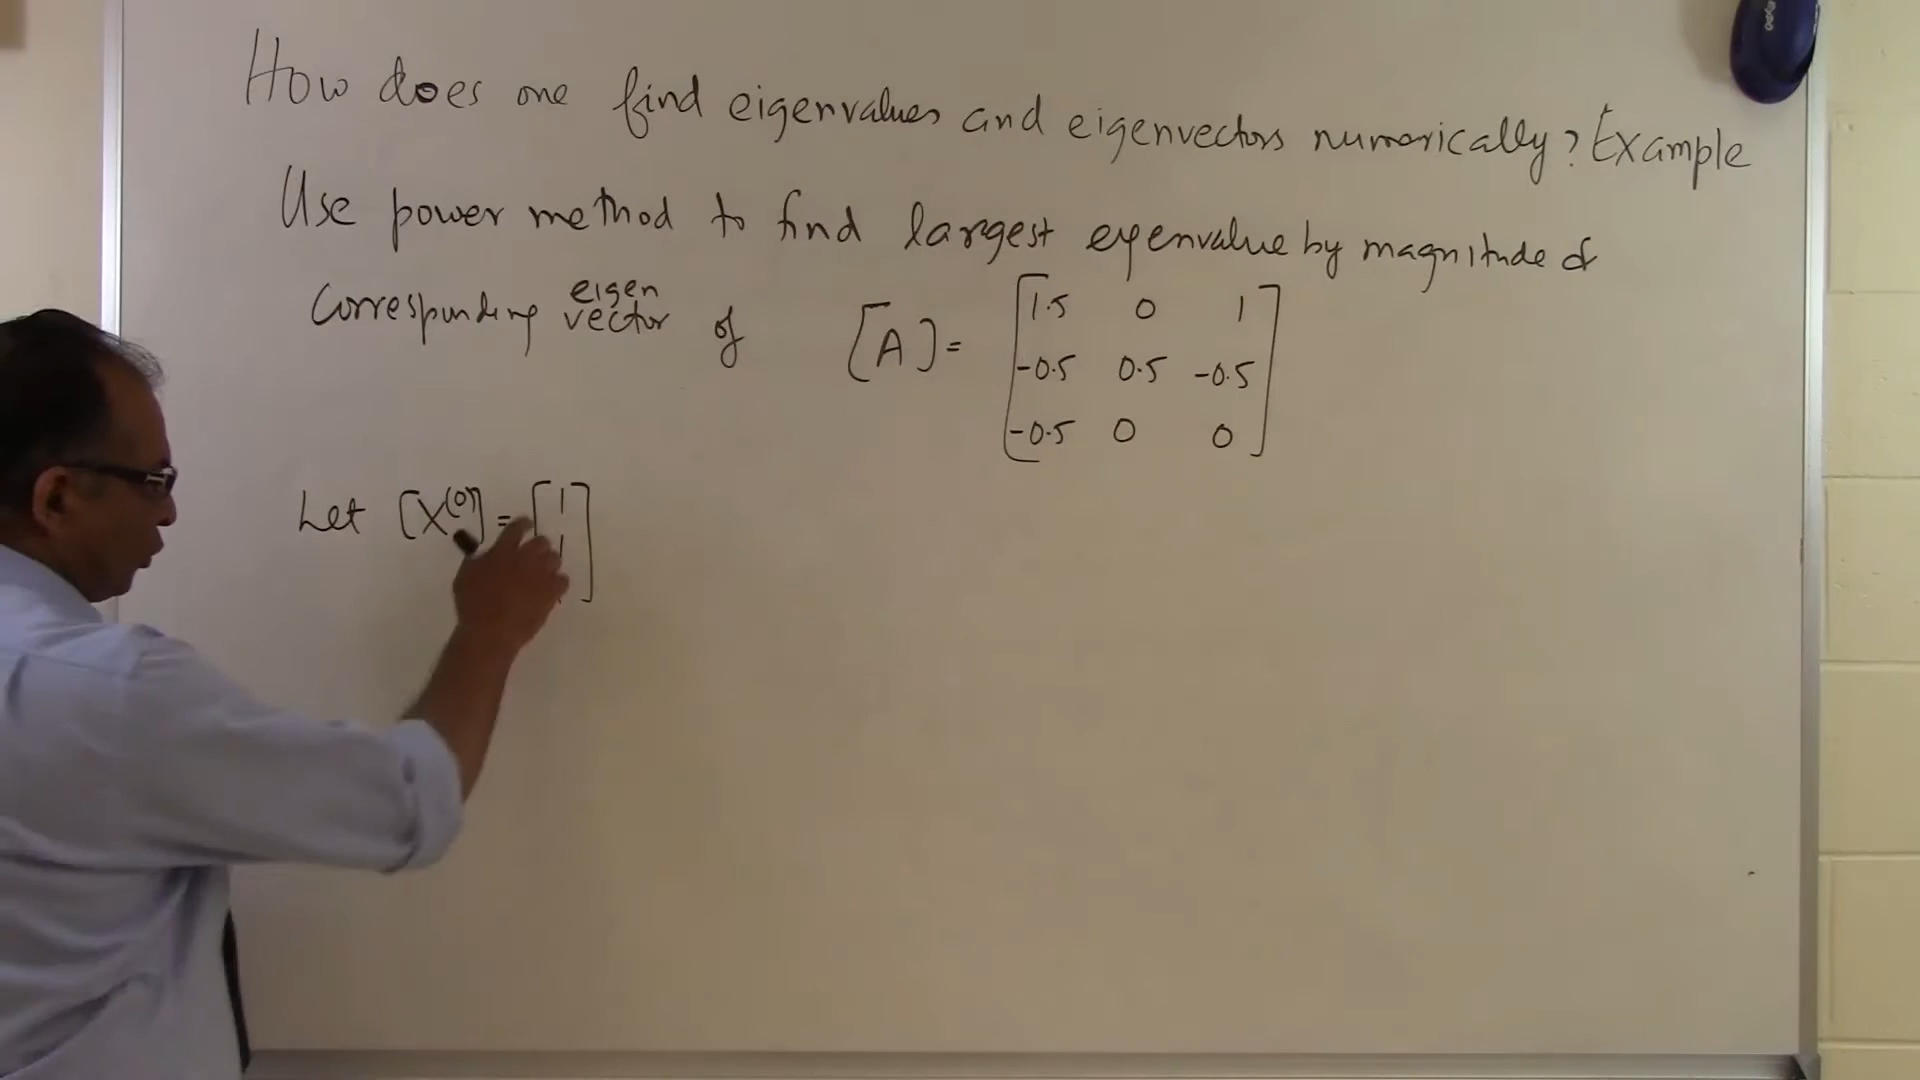 How does one find eigenvalues and eigenvectors numerically? Example
Use power method to find largest eigenvalue by magnitude &
corresponding eigen vector of [A] = [1.5 0 1
-0.5 0.5 -0.5
-0.5 0 0]
Let [X^(0)] = [1
1
]
expo